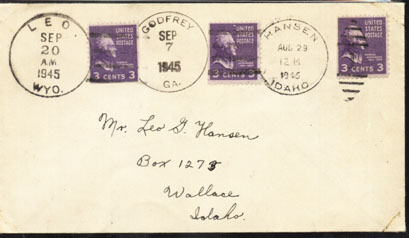 LEO
SEP
20
A.M.
1945
WYO.
UNITED
STATES
POSTAGE
3 CENTS 3
GODFREY
SEP
7
1945
GA.
UNITED
STATES
POSTAGE
3 CENTS 3
HANSEN
AUG 29
1945
IDAHO
UNITED
STATES
POSTAGE
3 CENTS 3
Mr. Leo G. Hansen
Box 1273
Wallace
Idaho.